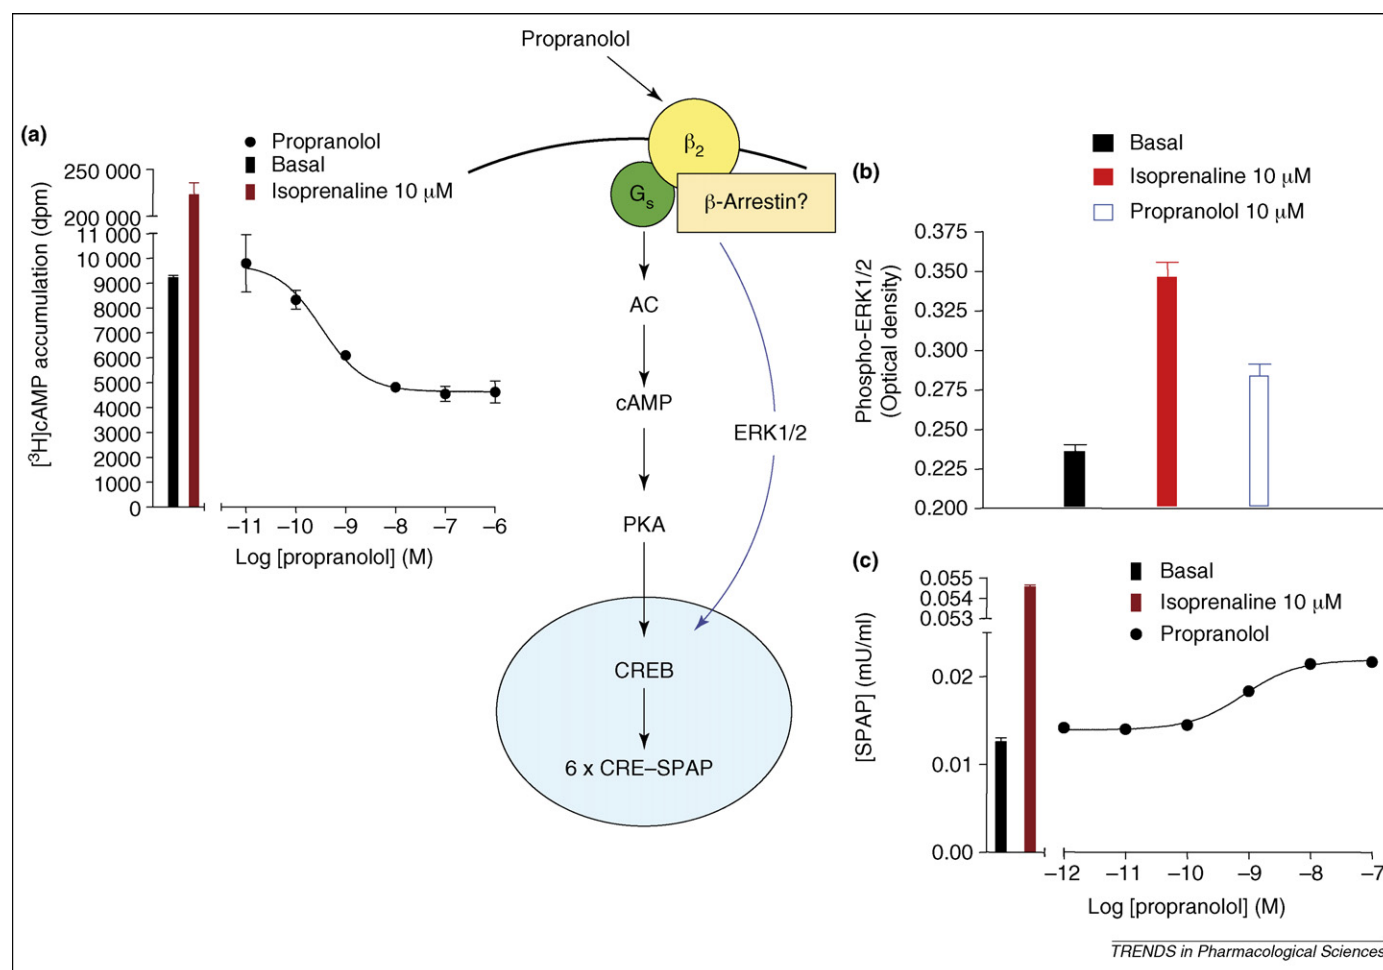 Propranolol
(a)
Propranolol
Basal
Isoprenaline 10 μM
[³H]cAMP accumulation (dpm)
250 000
200 000
11 000
10 000
9000
8000
7000
6000
5000
4000
3000
2000
1000
0
–11 –10 –9 –8 –7 –6
Log [propranolol] (M)
β₂
Gₛ
β-Arrestin?
AC
cAMP
ERK1/2
PKA
CREB
6 x CRE–SPAP
(b)
Basal
Isoprenaline 10 μM
Propranolol 10 μM
Phospho-ERK1/2
(Optical density)
0.375
0.350
0.325
0.300
0.275
0.250
0.225
0.200
(c)
Basal
Isoprenaline 10 μM
Propranolol
[SPAP] (mU/ml)
0.055
0.054
0.053
0.02
0.01
0.00
–12 –11 –10 –9 –8 –7
Log [propranolol] (M)
TRENDS in Pharmacological Sciences